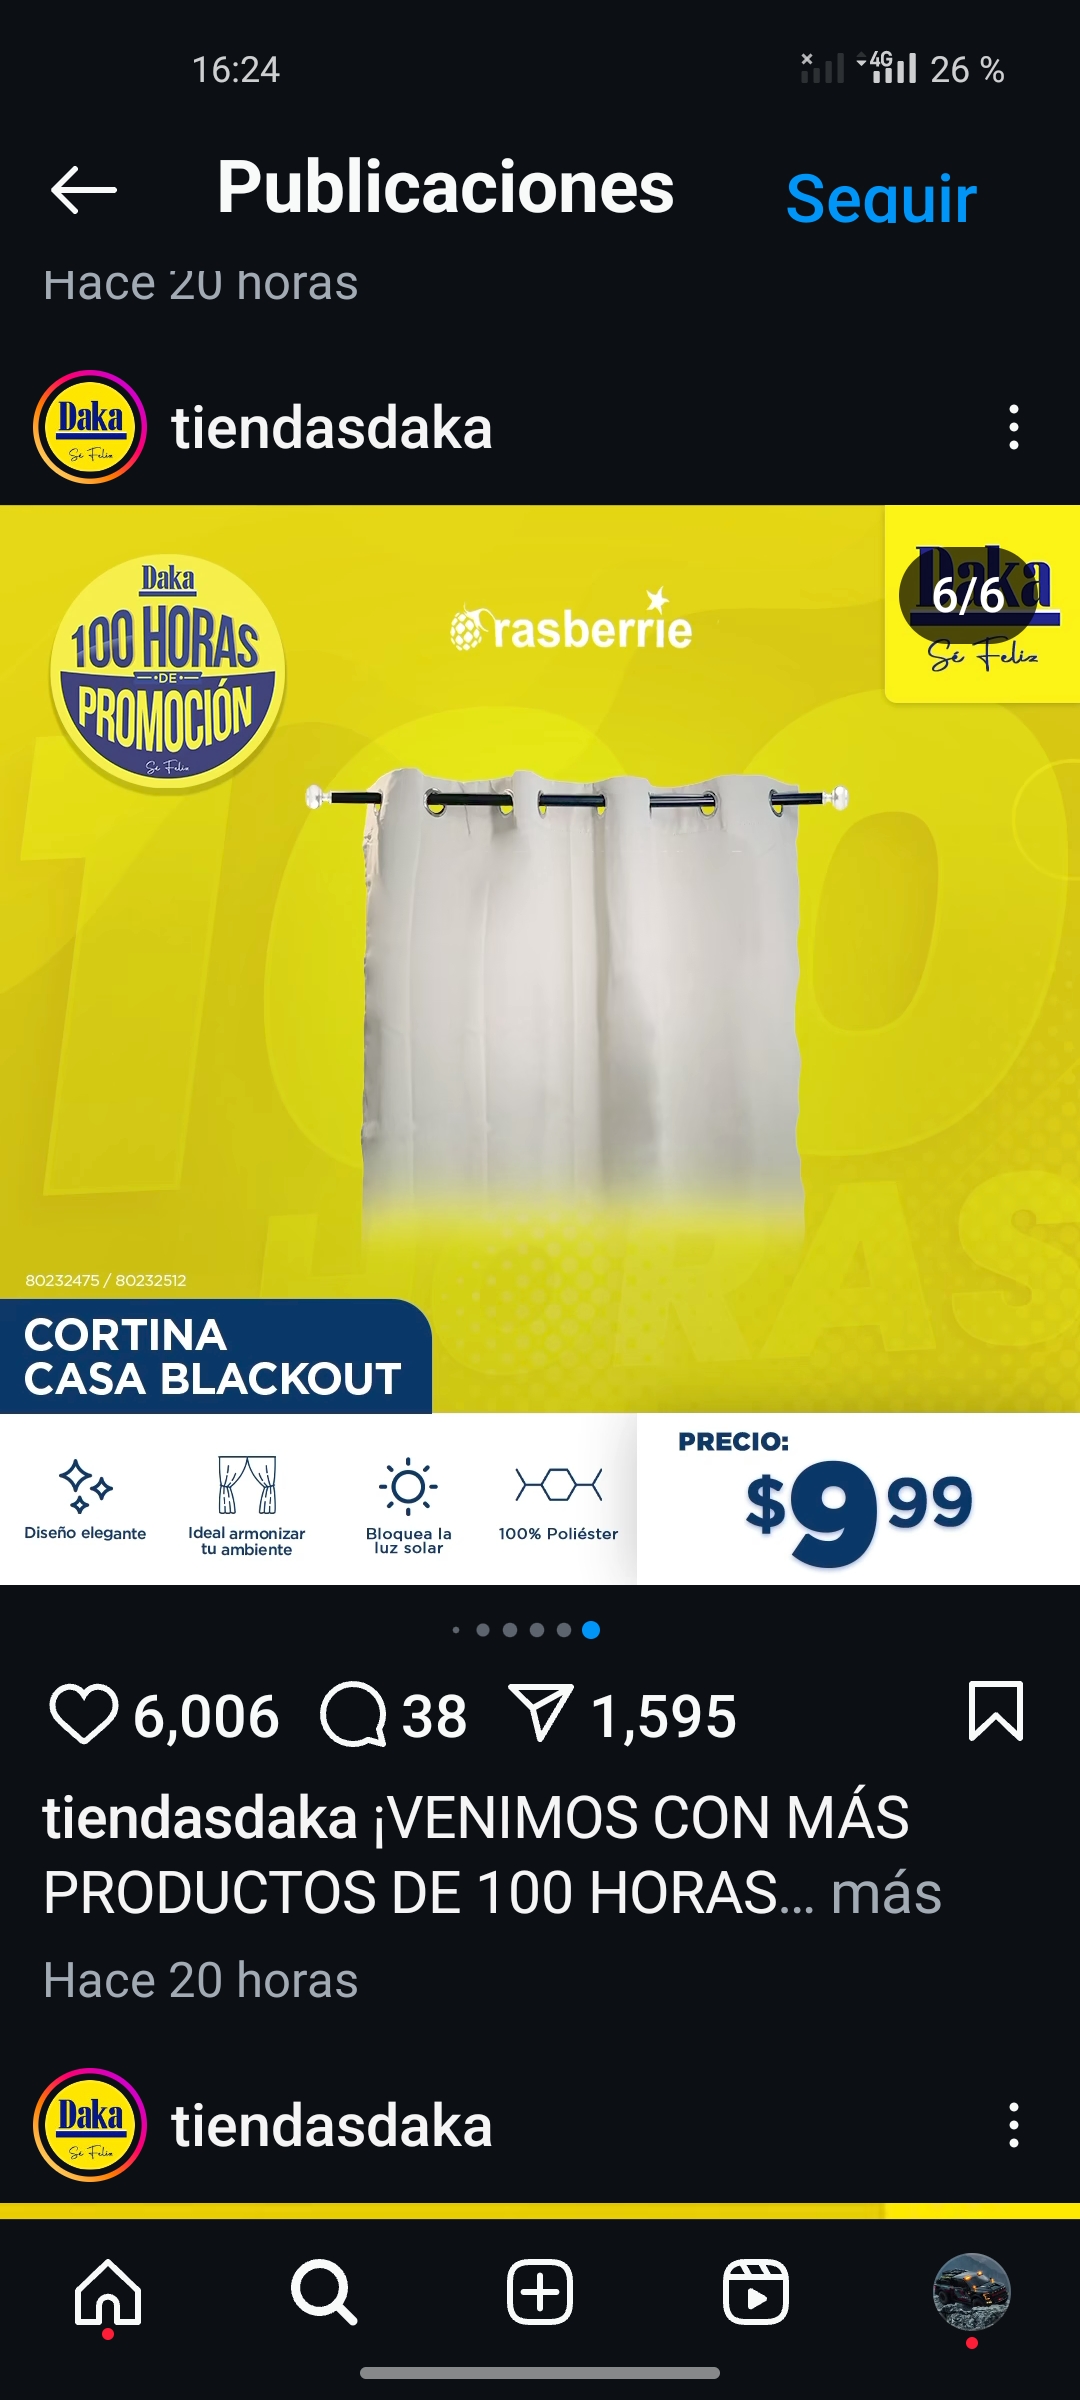 16:24
4G
26 %
Publicaciones
Seguir
Hace 20 horas
Daka
Sé Feliz
tiendasdaka
Daka
100 HORAS
DE
PROMOCIÓN
Sé Feliz
rasberrie
Daka
6/6
Sé Feliz
100
HORAS
80232475 / 80232512
CORTINA
CASA BLACKOUT
Diseño elegante
Ideal armonizar
tu ambiente
Bloquea la
luz solar
100% Poliéster
PRECIO:
$9 99
6,006
38
1,595
tiendasdaka ¡VENIMOS CON MÁS
PRODUCTOS DE 100 HORAS... más
Hace 20 horas
Daka
Sé Feliz
tiendasdaka